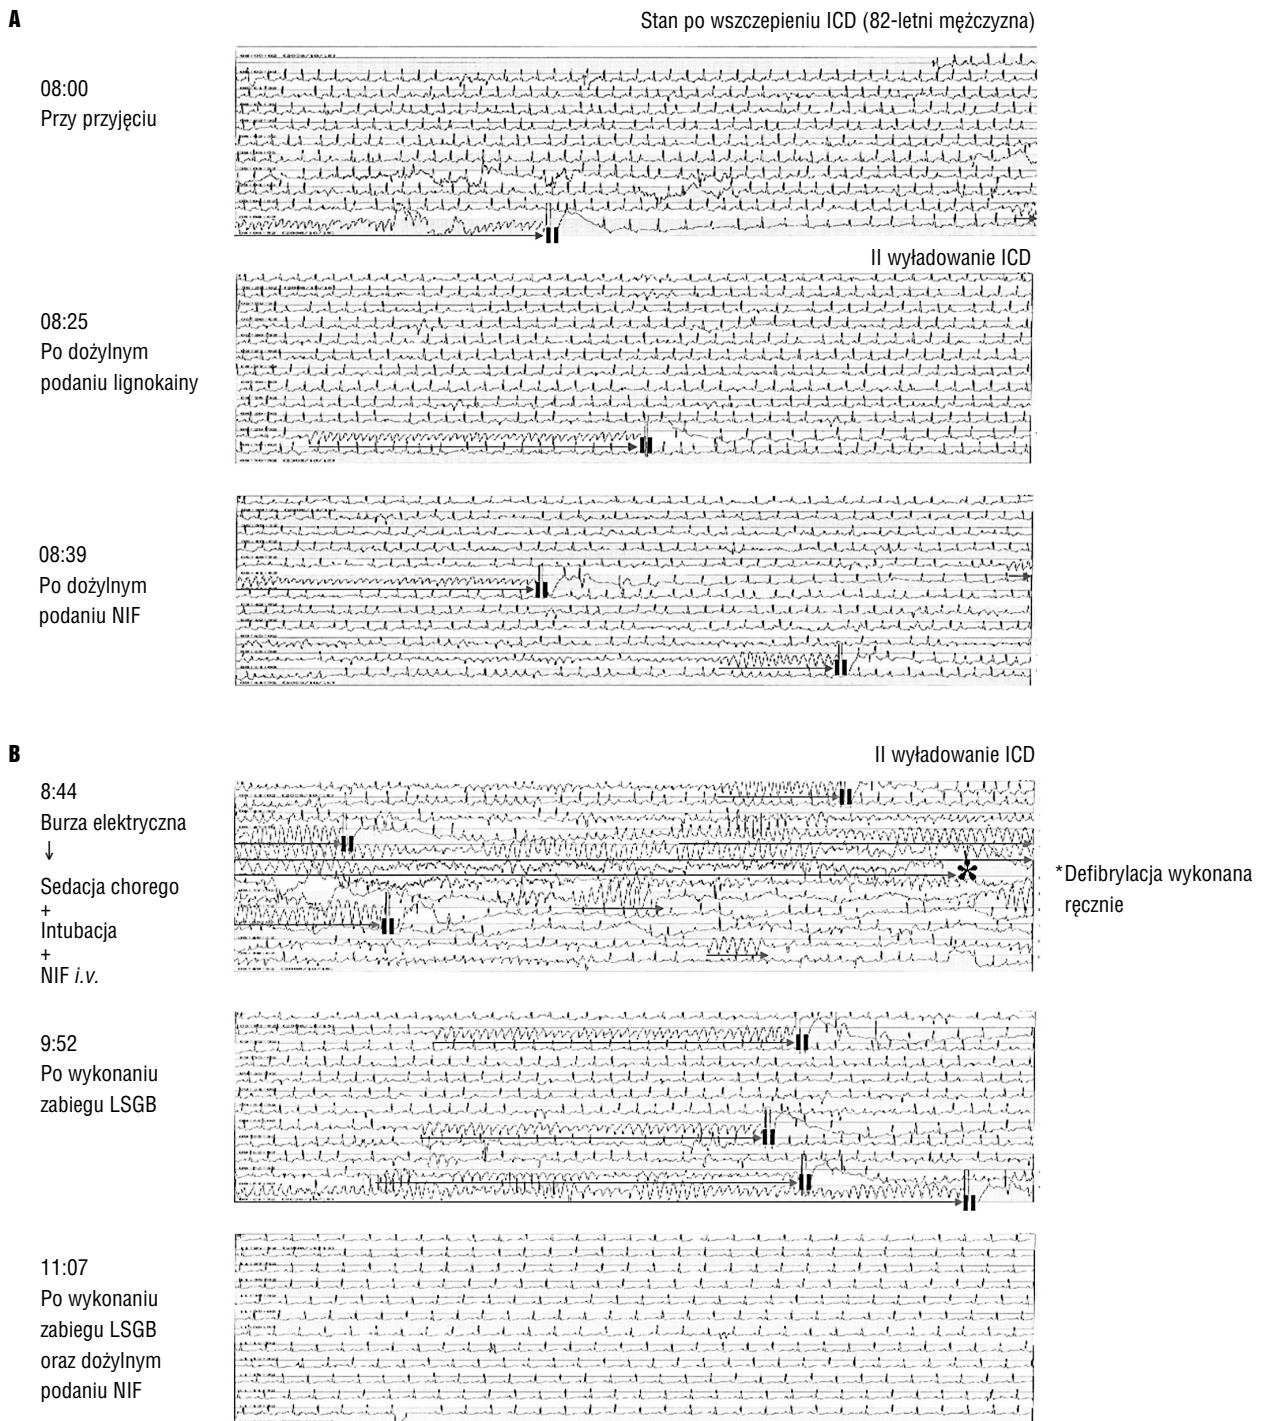 A
Stan po wszczepieniu ICD (82-letni mężczyzna)
08:00
Przy przyjęciu
II wyładowanie ICD
08:25
Po dożylnym
podaniu lignokainy
08:39
Po dożylnym
podaniu NIF
B
II wyładowanie ICD
8:44
Burza elektryczna
↓
Sedacja chorego
+
Intubacja
+
NIF i.v.
*Defibrylacja wykonana
ręcznie
9:52
Po wykonaniu
zabiegu LSGB
11:07
Po wykonaniu
zabiegu LSGB
oraz dożylnym
podaniu NIF